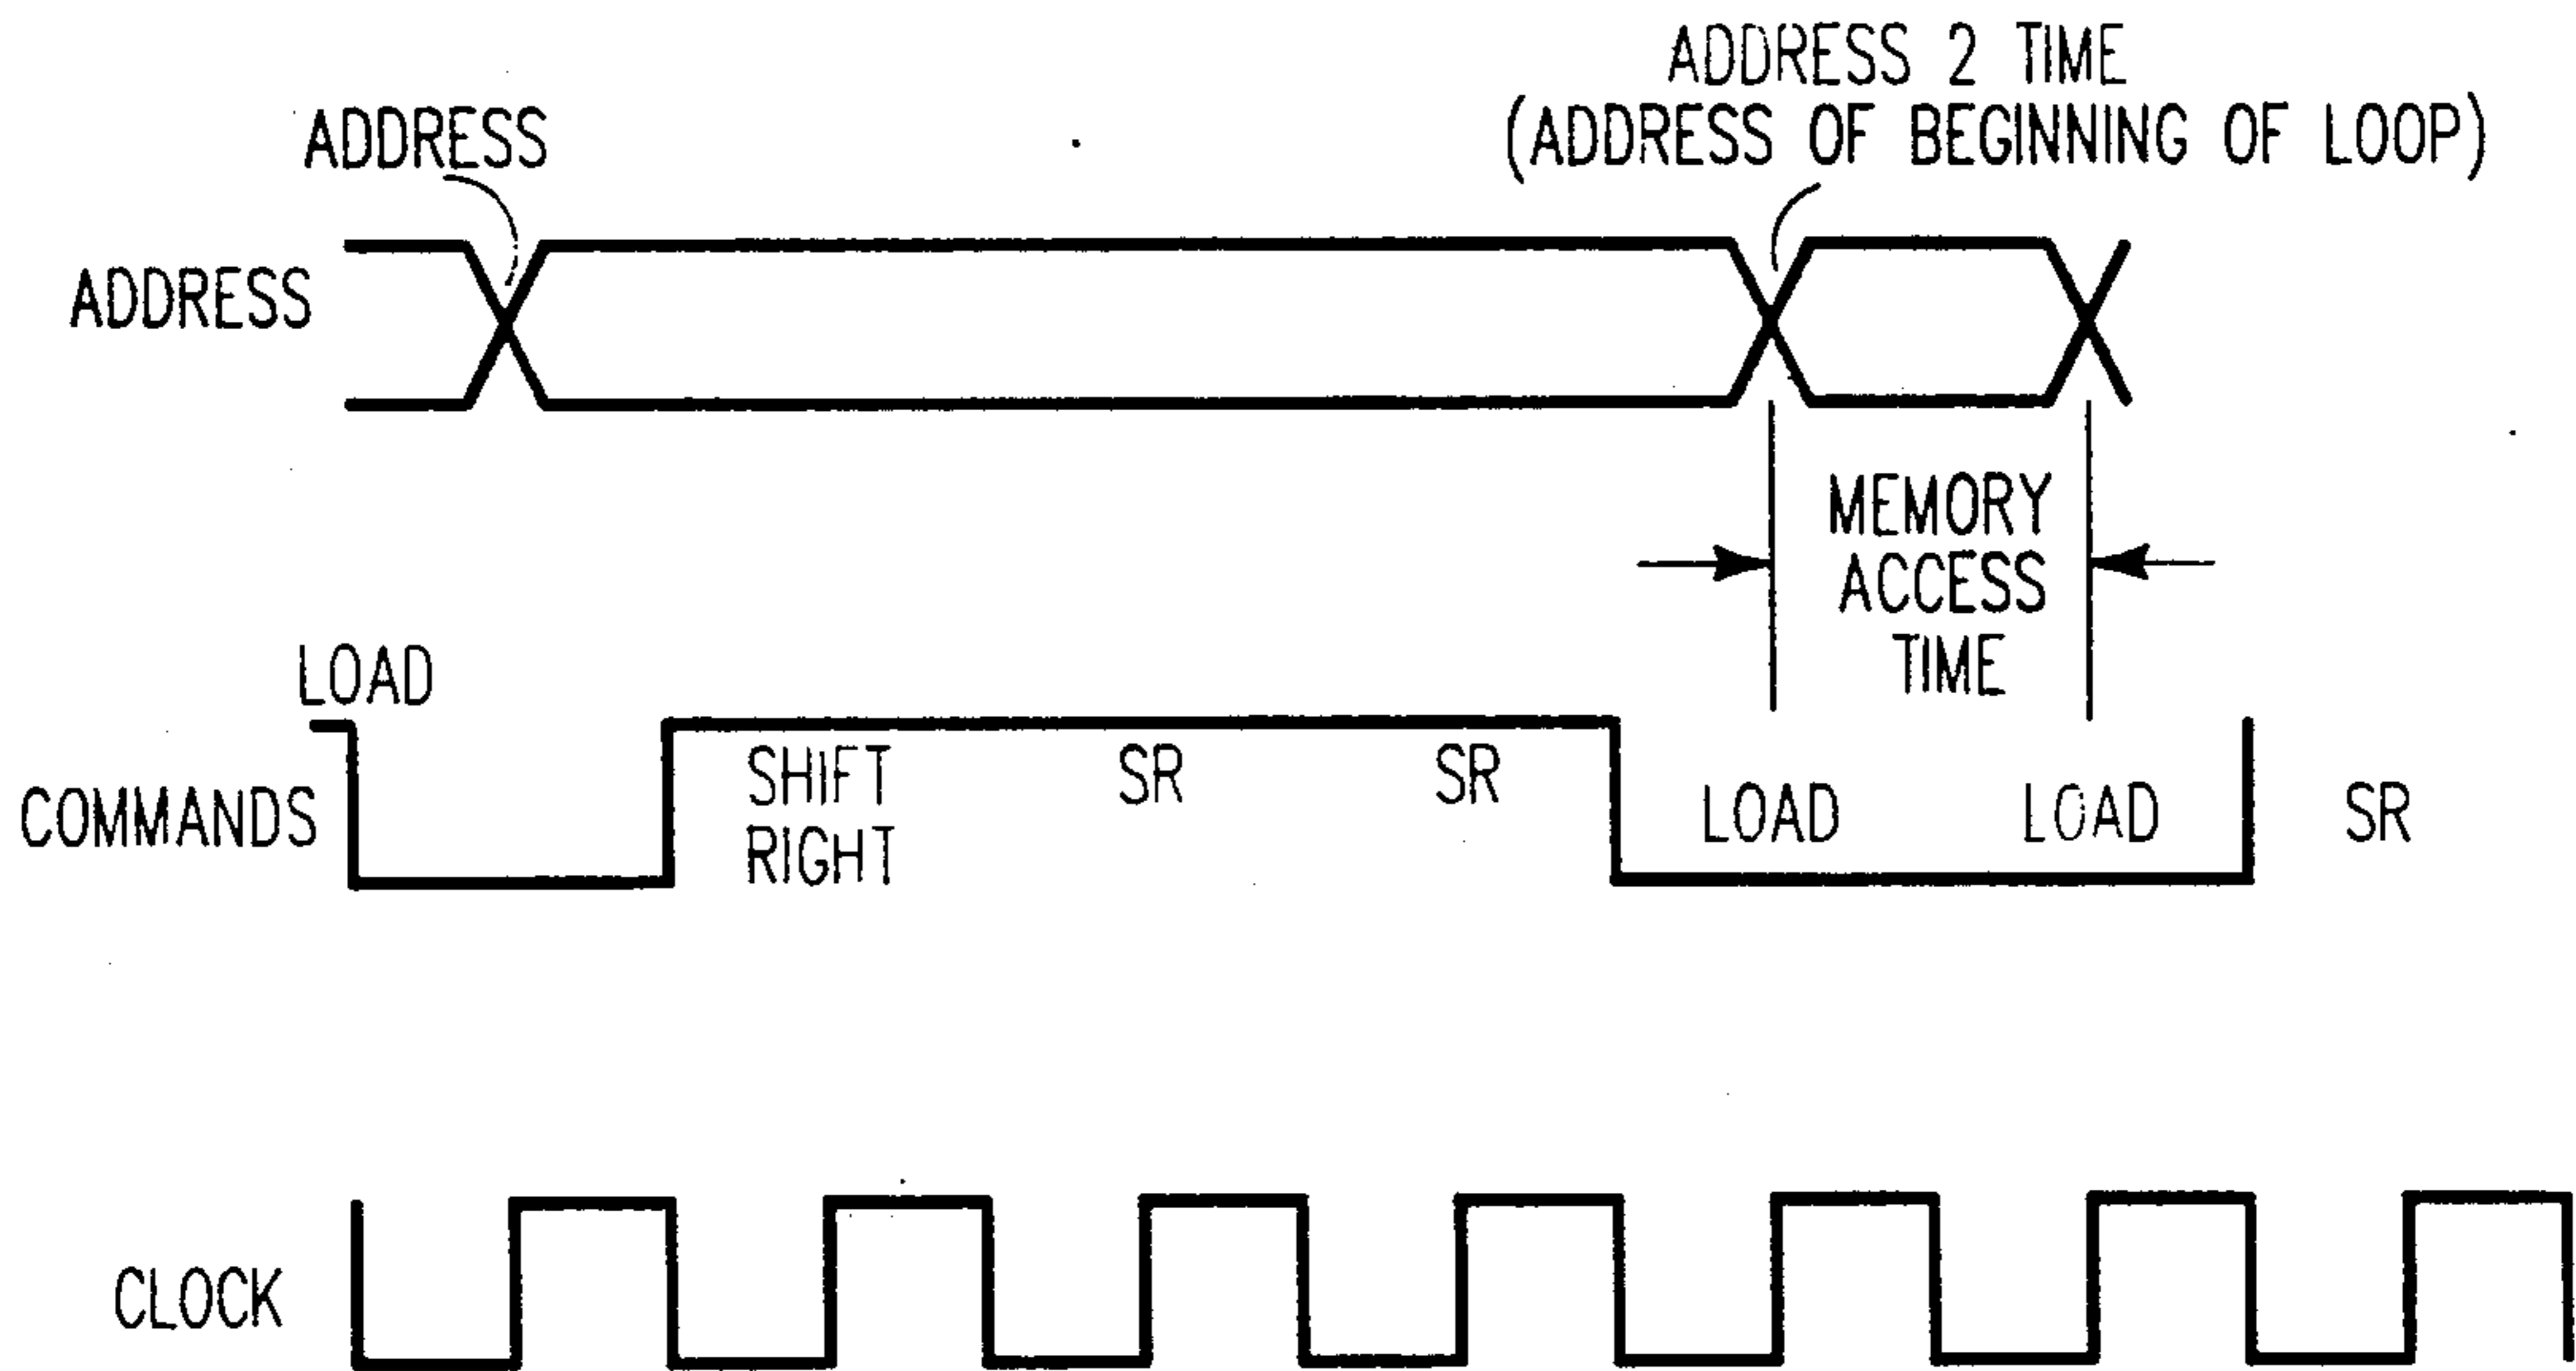 ADDRESS 2 TIME
(ADDRESS OF BEGINNING OF LOOP)
ADDRESS
ADDRESS
MEMORY
ACCESS
TIME
LOAD
COMMANDS
SHIFT
RIGHT
SR
SR
LOAD
LOAD
SR
CLOCK